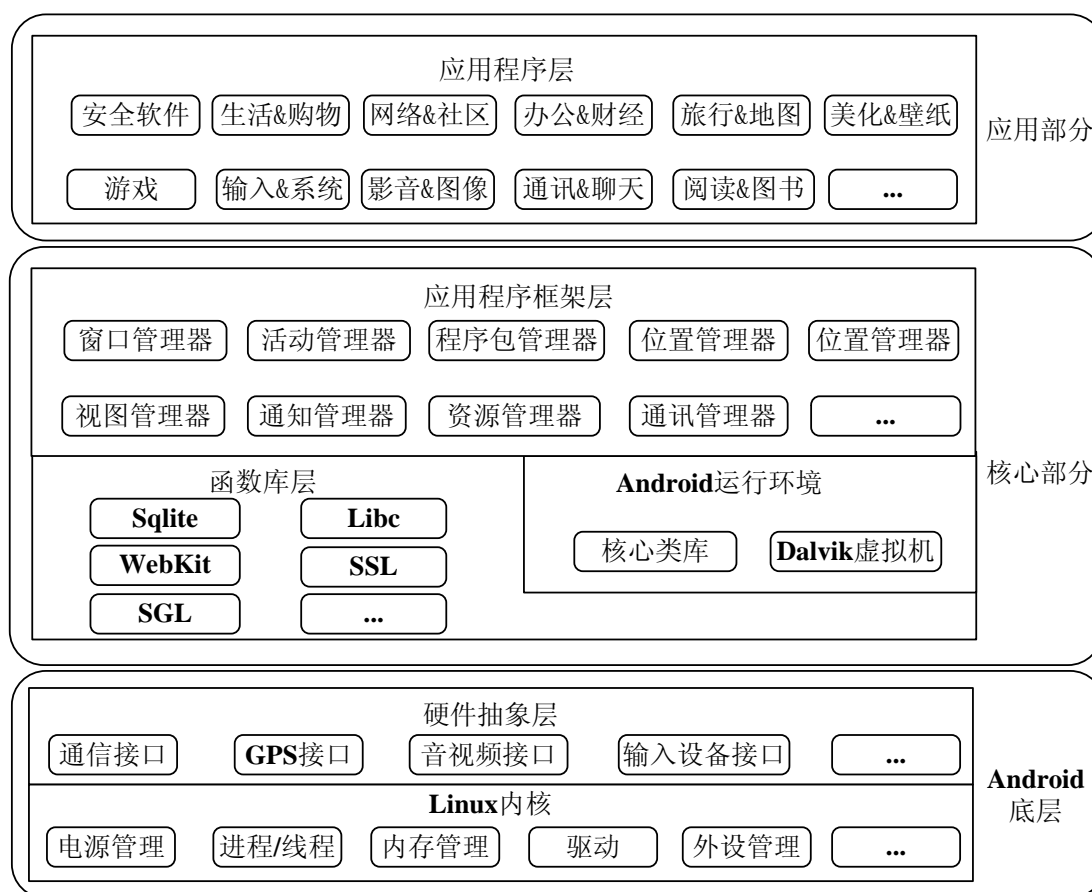 应用程序层
安全软件 生活&购物 网络&社区 办公&财经 旅行&地图 美化&壁纸
应用部分
游戏 输入&系统 影音&图像 通讯&聊天 阅读&图书 ...
应用程序框架层
窗口管理器 活动管理器 程序包管理器 位置管理器 位置管理器
视图管理器 通知管理器 资源管理器 通讯管理器 ...
核心部分
函数库层
Sqlite Libc
WebKit SSL
SGL ...
Android运行环境
核心类库 Dalvik虚拟机
硬件抽象层
通信接口 GPS接口 音视频接口 输入设备接口 ...
Linux内核
电源管理 进程/线程 内存管理 驱动 外设管理 ...
Android
底层